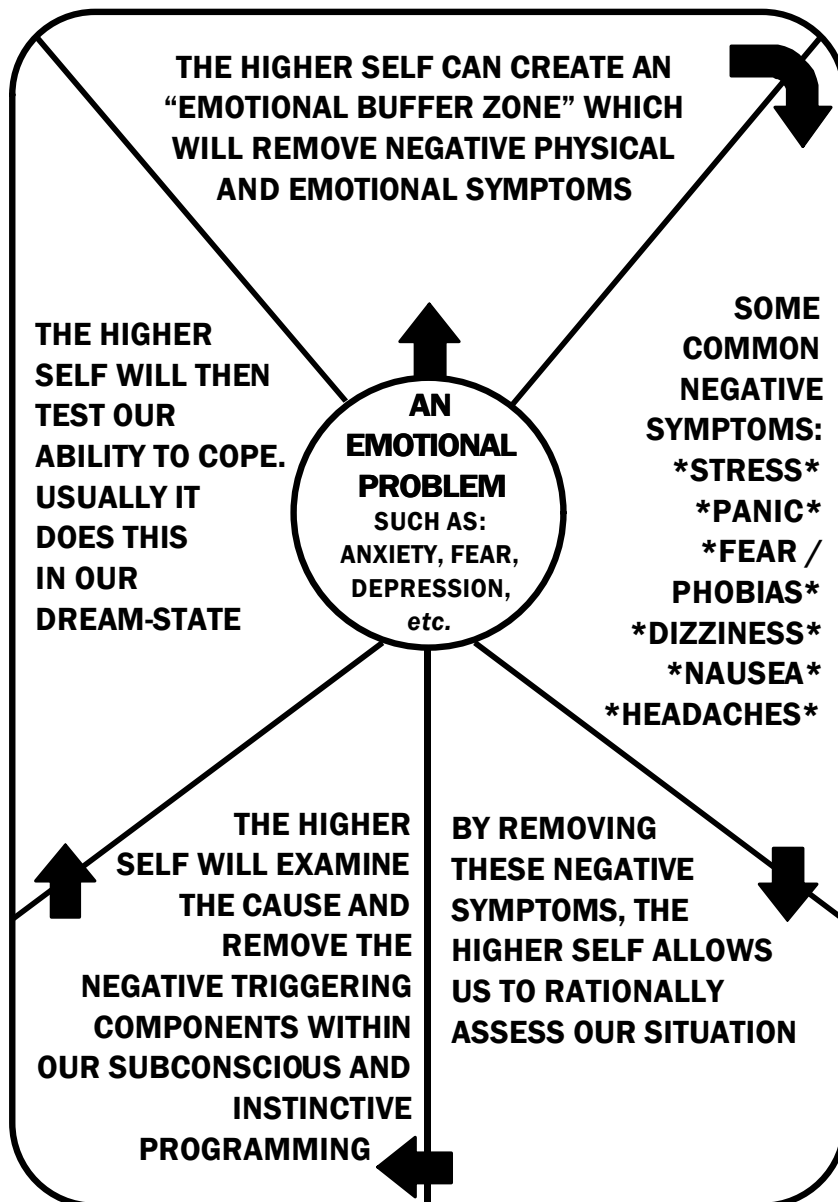 THE HIGHER SELF CAN CREATE AN
“EMOTIONAL BUFFER ZONE” WHICH
WILL REMOVE NEGATIVE PHYSICAL
AND EMOTIONAL SYMPTOMS
AN
EMOTIONAL
PROBLEM
SUCH AS:
ANXIETY, FEAR,
DEPRESSION,
etc.
SOME
COMMON
NEGATIVE
SYMPTOMS:
*STRESS*
*PANIC*
*FEAR /
PHOBIAS*
*DIZZINESS*
*NAUSEA*
*HEADACHES*
BY REMOVING
THESE NEGATIVE
SYMPTOMS, THE
HIGHER SELF ALLOWS
US TO RATIONALLY
ASSESS OUR SITUATION
THE HIGHER
SELF WILL EXAMINE
THE CAUSE AND
REMOVE THE
NEGATIVE TRIGGERING
COMPONENTS WITHIN
OUR SUBCONSCIOUS AND
INSTINCTIVE
PROGRAMMING
THE HIGHER
SELF WILL THEN
TEST OUR
ABILITY TO COPE.
USUALLY IT
DOES THIS
IN OUR
DREAM-STATE